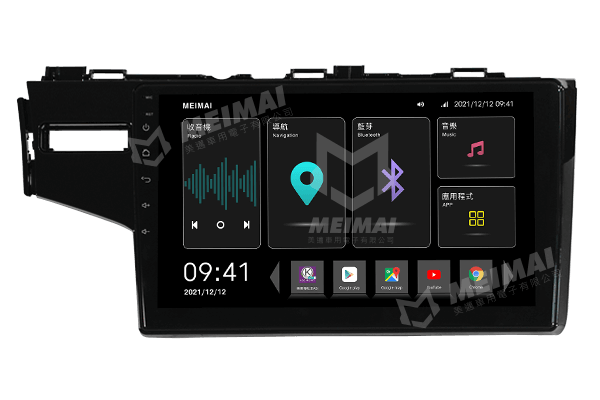 MEIMAI
2021/12/12 09:41
收音機
Radio
導航
Navigation
藍芽
Bluetooth
音樂
Music
應用程式
APP
09:41
2021/12/12
Google play
Google play
YouTube
Chrome
MEIMAI
美邁車用電子有限公司
MEIMAI
美邁車用電子有限公司
MEIMAI
美邁車用電子有限公司